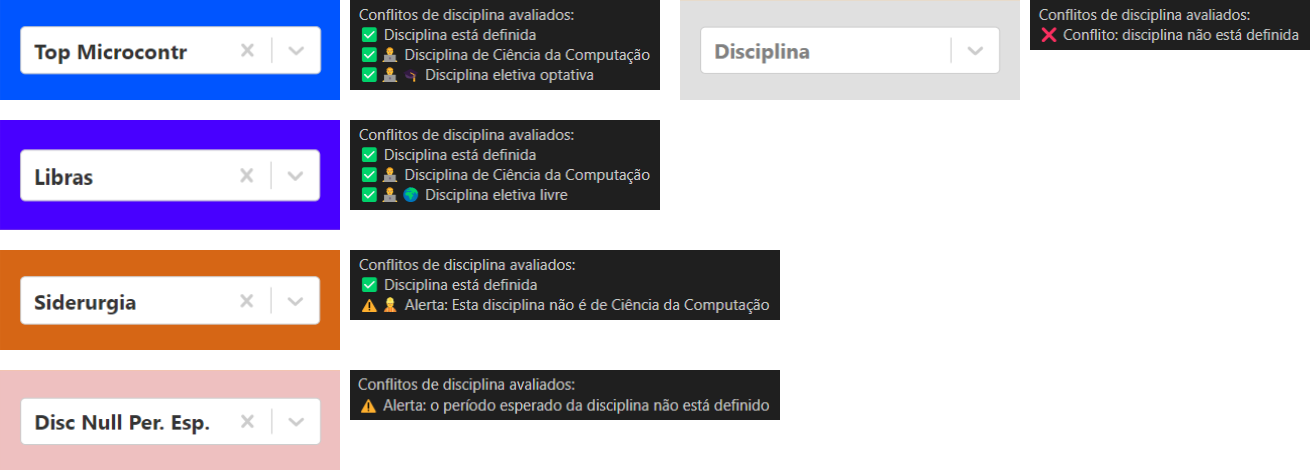 Top Microcontr
Conflitos de disciplina avaliados:
✅ Disciplina está definida
✅ 🧑‍💻 Disciplina de Ciência da Computação
✅ 🧑‍💻 🎓 Disciplina eletiva optativa
Disciplina
Conflitos de disciplina avaliados:
❌ Conflito: disciplina não está definida
Libras
Conflitos de disciplina avaliados:
✅ Disciplina está definida
✅ 🧑‍💻 Disciplina de Ciência da Computação
✅ 🧑‍💻 🌍 Disciplina eletiva livre
Siderurgia
Conflitos de disciplina avaliados:
✅ Disciplina está definida
⚠️ 👷 Alerta: Esta disciplina não é de Ciência da Computação
Disc Null Per. Esp.
Conflitos de disciplina avaliados:
⚠️ Alerta: o período esperado da disciplina não está definido